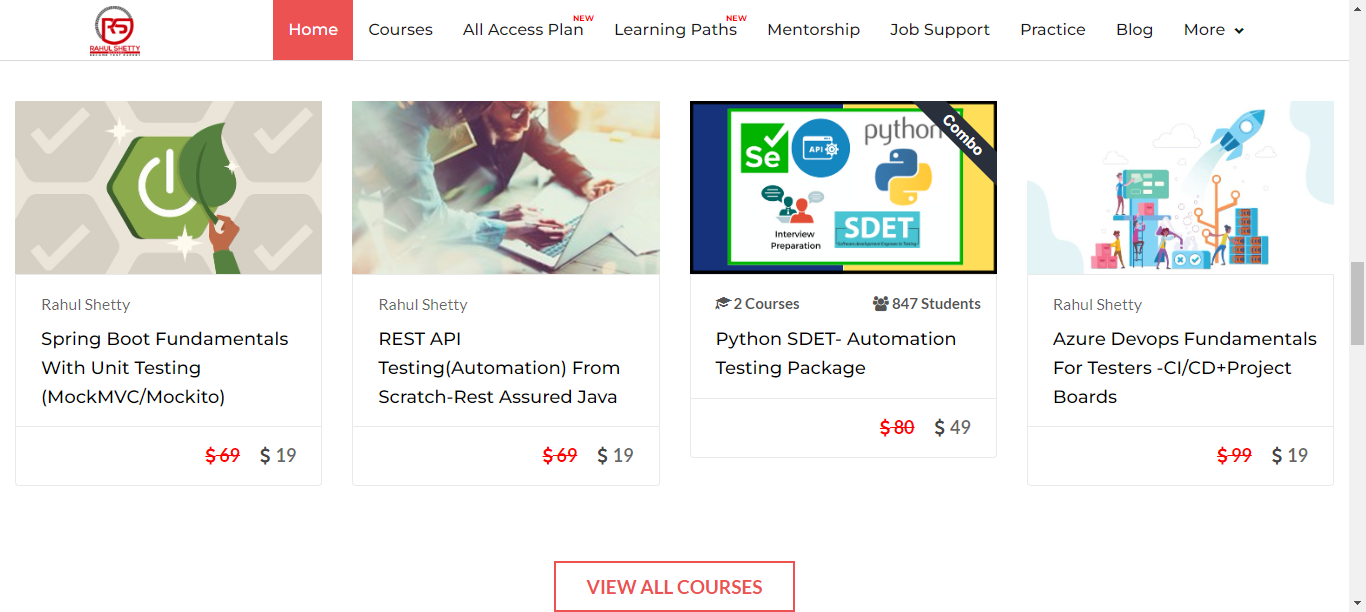 RS
RAHUL SHETTY
Home
Courses
All Access Plan NEW
Learning Paths NEW
Mentorship
Job Support
Practice
Blog
More
Se
API
python
Combo
Interview
Preparation
SDET
Rahul Shetty
Spring Boot Fundamentals
With Unit Testing
(MockMVC/Mockito)
$ 69 $ 19
Rahul Shetty
REST API
Testing(Automation) From
Scratch-Rest Assured Java
$ 69 $ 19
2 Courses
847 Students
Python SDET- Automation
Testing Package
$ 80 $ 49
Rahul Shetty
Azure Devops Fundamentals
For Testers -CI/CD+Project
Boards
$ 99 $ 19
VIEW ALL COURSES